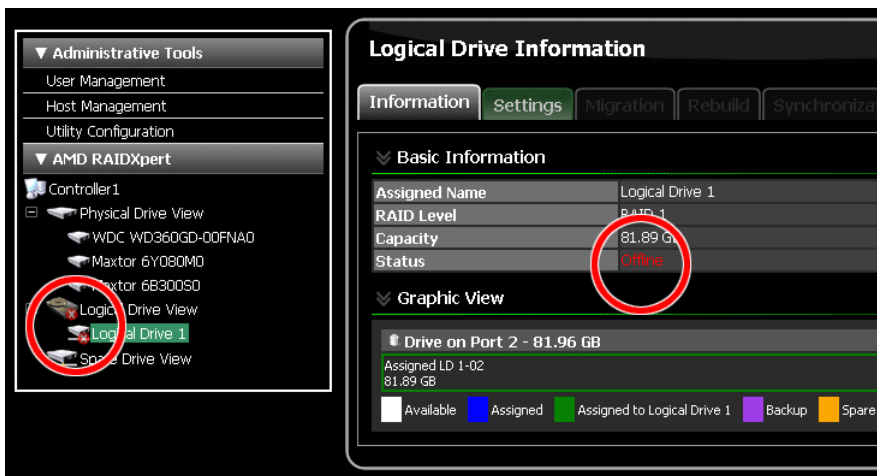 ▼ Administrative Tools
User Management
Host Management
Utility Configuration
▼ AMD RAIDXpert
Controller1
Physical Drive View
WDC WD360GD-00FNA0
Maxtor 6Y080M0
Maxtor 6B300S0
Logical Drive View
Logical Drive 1
Spare Drive View
Logical Drive Information
Information Settings Migration Rebuild Synchroniza
Basic Information
Assigned Name Logical Drive 1
RAID Level RAID 1
Capacity 81.89 GB
Status Offline
Graphic View
Drive on Port 2 - 81.96 GB
Assigned LD 1-02
81.89 GB
Available Assigned Assigned to Logical Drive 1 Backup Spare